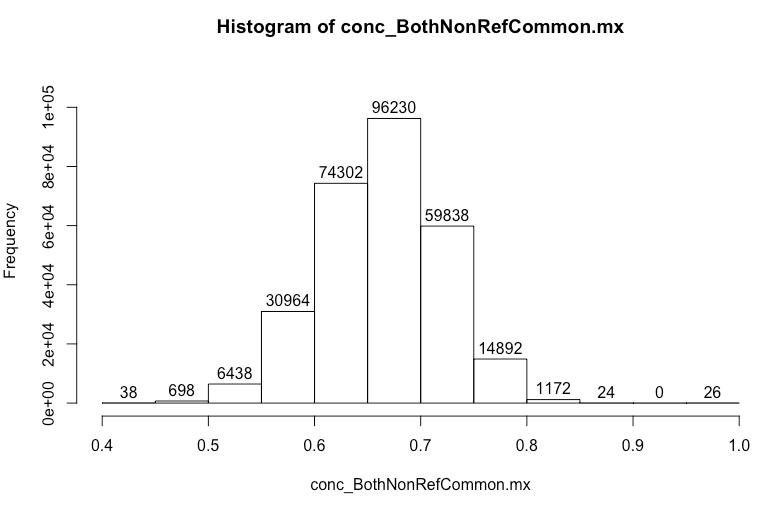 Histogram of conc_BothNonRefCommon.mx
Frequency
1e+05
8e+04
6e+04
4e+04
2e+04
0e+00
38 698 6438 30964 74302 96230 59838 14892 1172 24 0 26
0.4 0.5 0.6 0.7 0.8 0.9 1.0
conc_BothNonRefCommon.mx